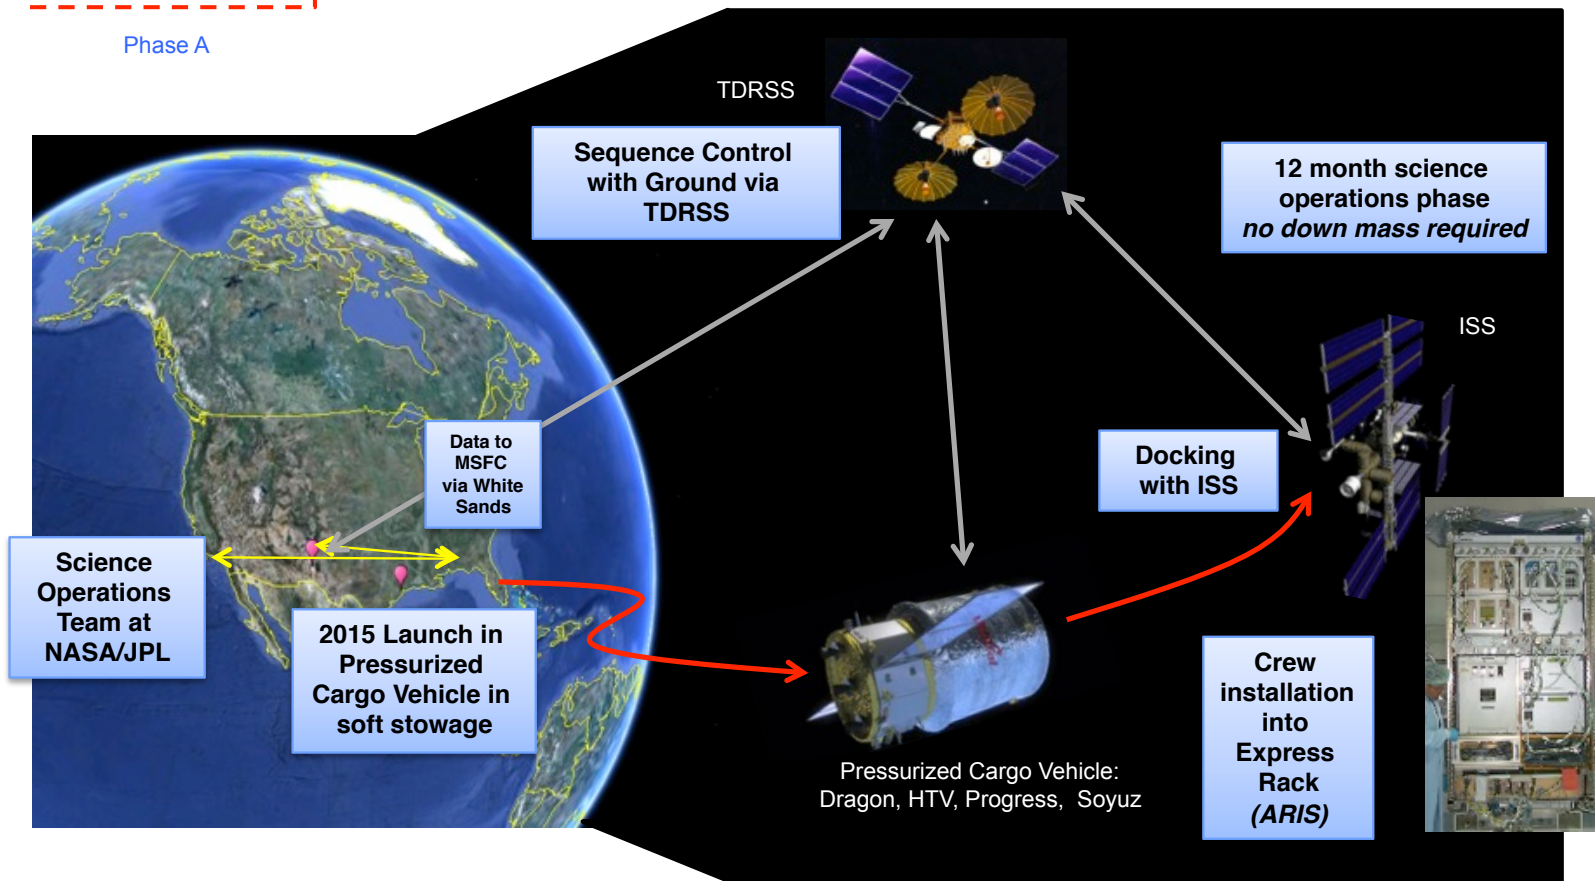 Phase A
TDRSS
Sequence Control
with Ground via
TDRSS
12 month science
operations phase
no down mass required
ISS
Data to
MSFC
via White
Sands
Docking
with ISS
Science
Operations
Team at
NASA/JPL
2015 Launch in
Pressurized
Cargo Vehicle in
soft stowage
Crew
installation
into
Express
Rack
(ARIS)
Pressurized Cargo Vehicle:
Dragon, HTV, Progress, Soyuz